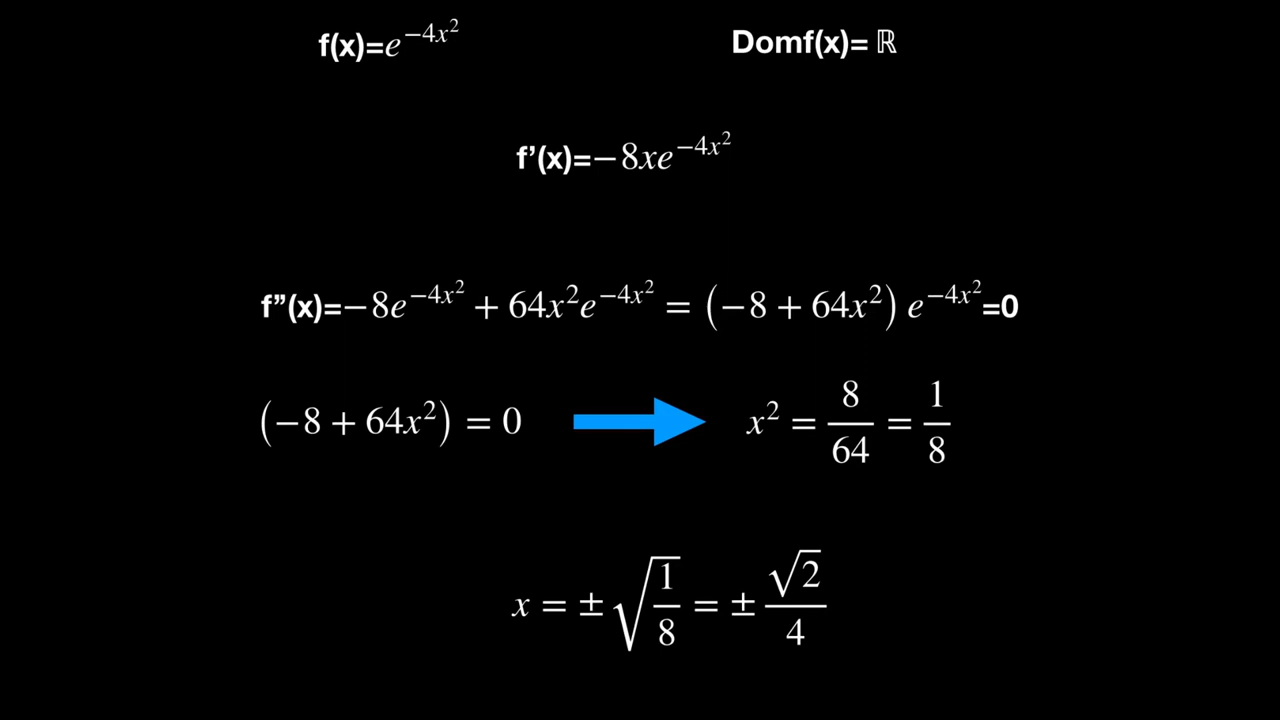 f(x)=e^{-4x^2} Domf(x)= ℝ
f’(x)=−8xe^{−4x^2}
f”(x)=−8e^{−4x^2} + 64x^2e^{−4x^2} = (−8 + 64x^2) e^{−4x^2}=0
(−8 + 64x^2) = 0 x^2 = 8/64 = 1/8
x = ±√(1/8) = ±√2/4